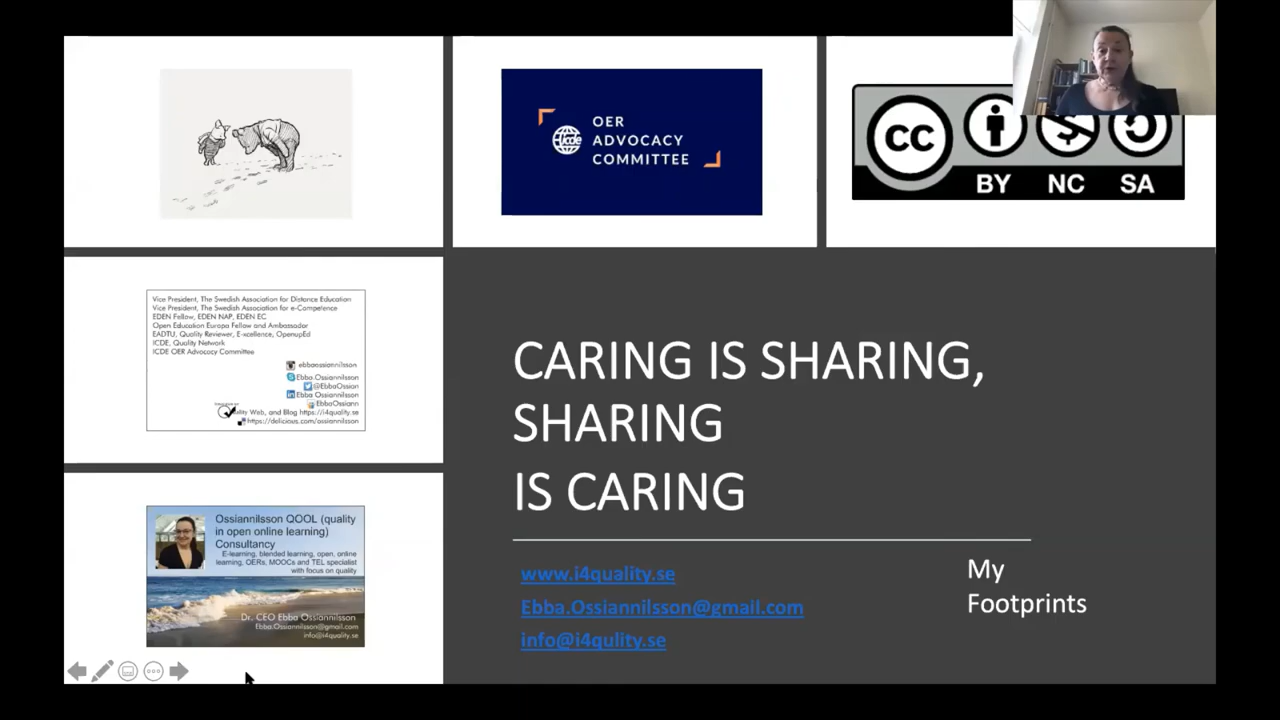 OER
ADVOCACY
COMMITTEE
CC
BY NC SA
Vice President, The Swedish Association for Distance Education
Vice President, The Swedish Association for e-Competence
EDEN Fellow, EDEN NAP, EDEN EC
Open Education Europa Fellow and Ambassador
EADTU, Quality Reviewer, E-xcellence, OpenupEd
ICDE, Quality Network
ICDE OER Advocacy Committee
ebbaossiannilsson
Ebba Ossiannilsson
@EbbaOssian
Ebba Ossiannilsson
EbbaOssiann
ality Web, and Blog https://i4quality.se
https://delicious.com/ossiannilsson
CARING IS SHARING,
SHARING
IS CARING
Ossiannilsson QOOL (quality
in open online learning)
Consultancy
E-learning, blended learning, open, online
learning, OERs, MOOCs and TEL specialist
with focus on quality
Dr. CEO Ebba Ossiannilsson
Ebba.Ossiannilsson@gmail.com
info@i4quality.se
www.i4quality.se
Ebba.Ossiannilsson@gmail.com
info@i4qulity.se
My
Footprints